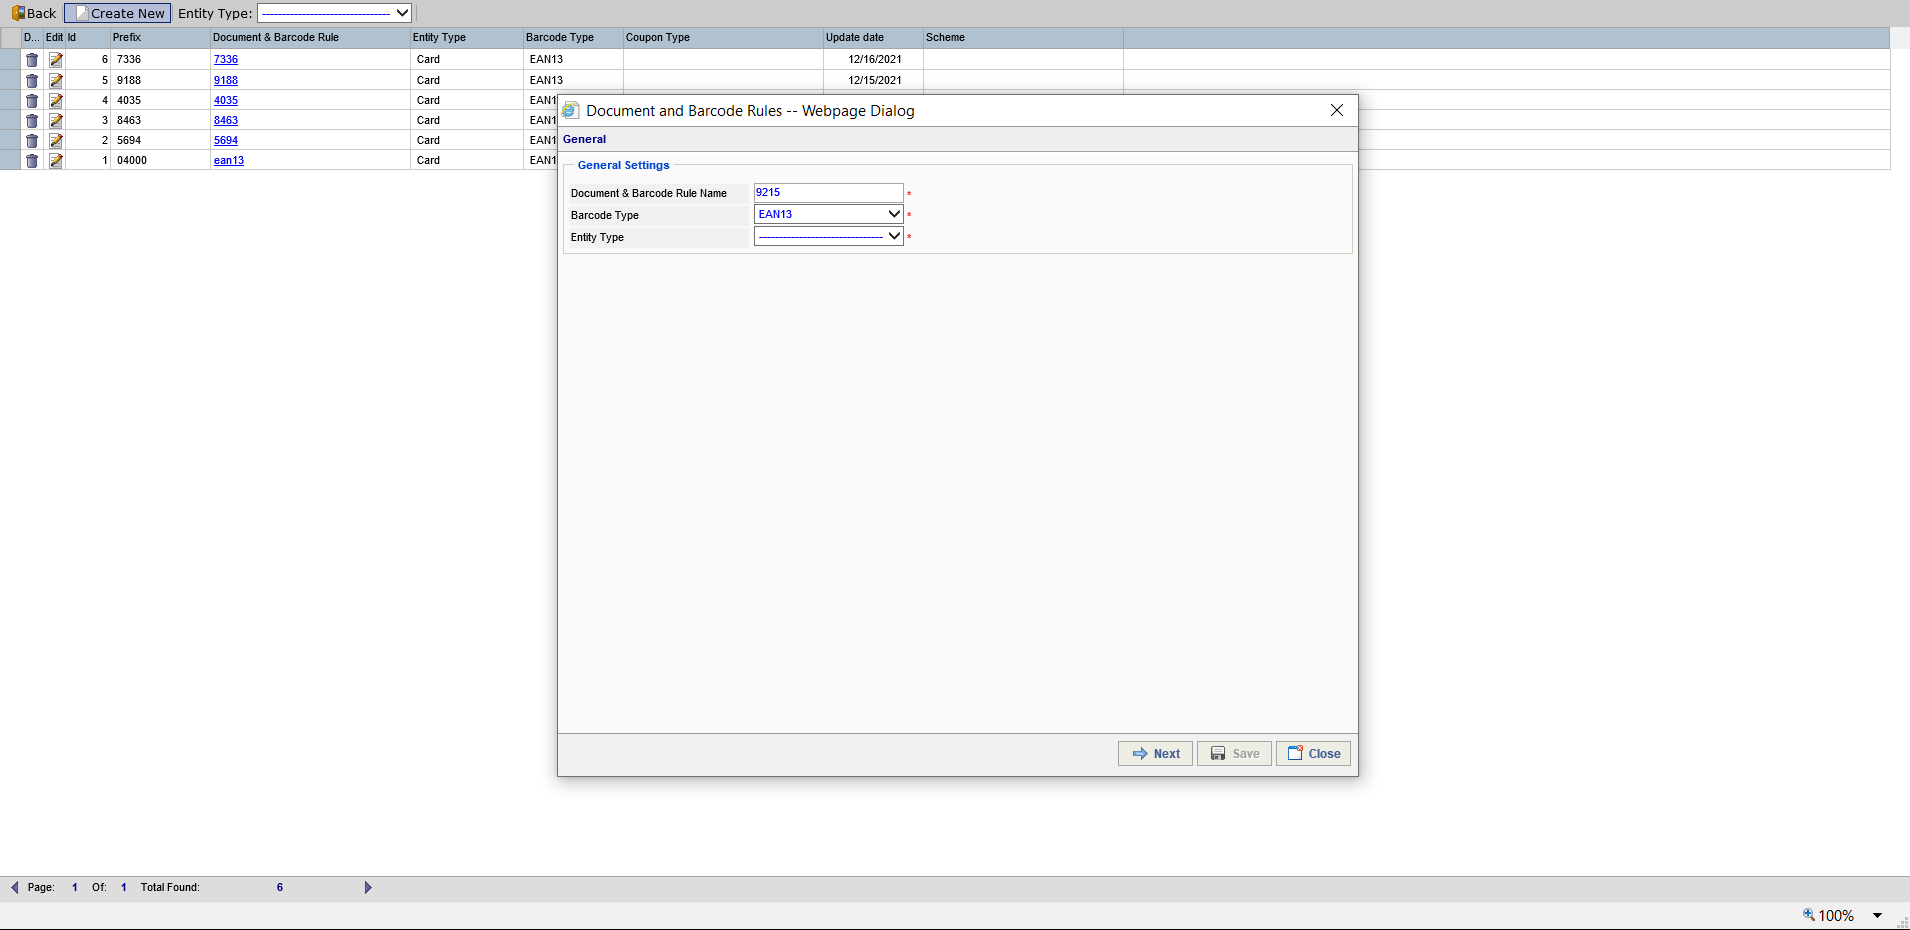 Back Create New Entity Type: --------------------------------
D... Edit Id Prefix Document & Barcode Rule Entity Type Barcode Type Coupon Type Update date Scheme
6 7336 7336 Card EAN13 12/16/2021
5 9188 9188 Card EAN13 12/15/2021
4 4035 4035 Card EAN1
3 8463 8463 Card EAN1
2 5694 5694 Card EAN1
1 04000 ean13 Card EAN1
Document and Barcode Rules -- Webpage Dialog
General
General Settings
Document & Barcode Rule Name 9215 *
Barcode Type EAN13 *
Entity Type ------------------------------- *
Next Save Close
Page: 1 Of: 1 Total Found: 6
100%